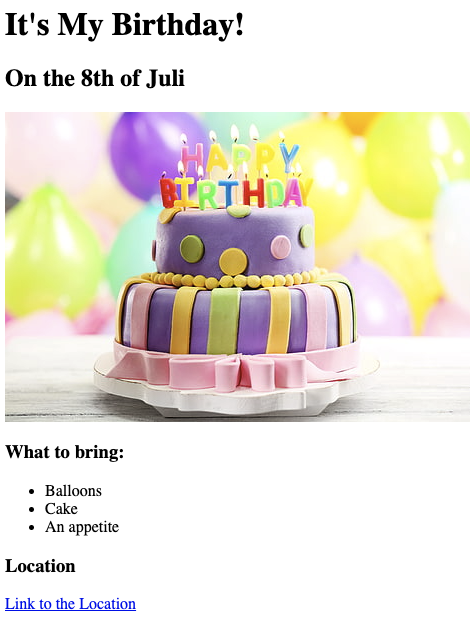 It's My Birthday!
On the 8th of Juli
HAPPY
BIRTHDAY
What to bring:
Balloons
Cake
An appetite
Location
Link to the Location